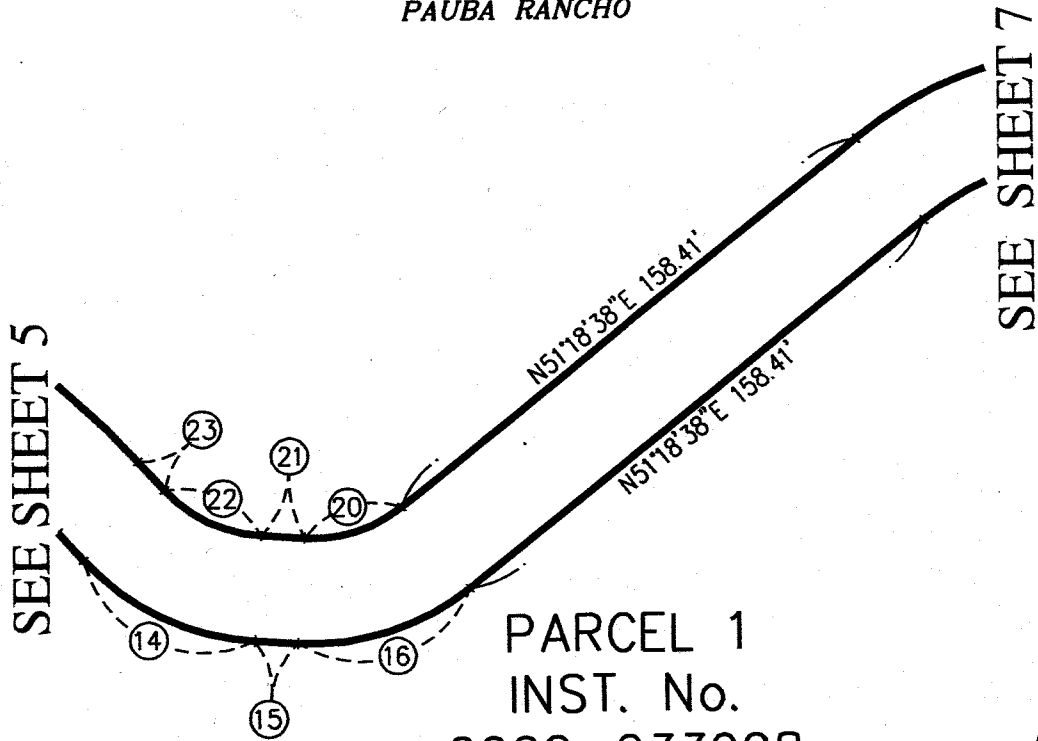 PAUBA RANCHO
SEE SHEET 7
N51°18'38"E 158.41'
N51°18'38"E 158.41'
SEE SHEET 5
23
21
22
20
14
16
15
PARCEL 1
INST. No.